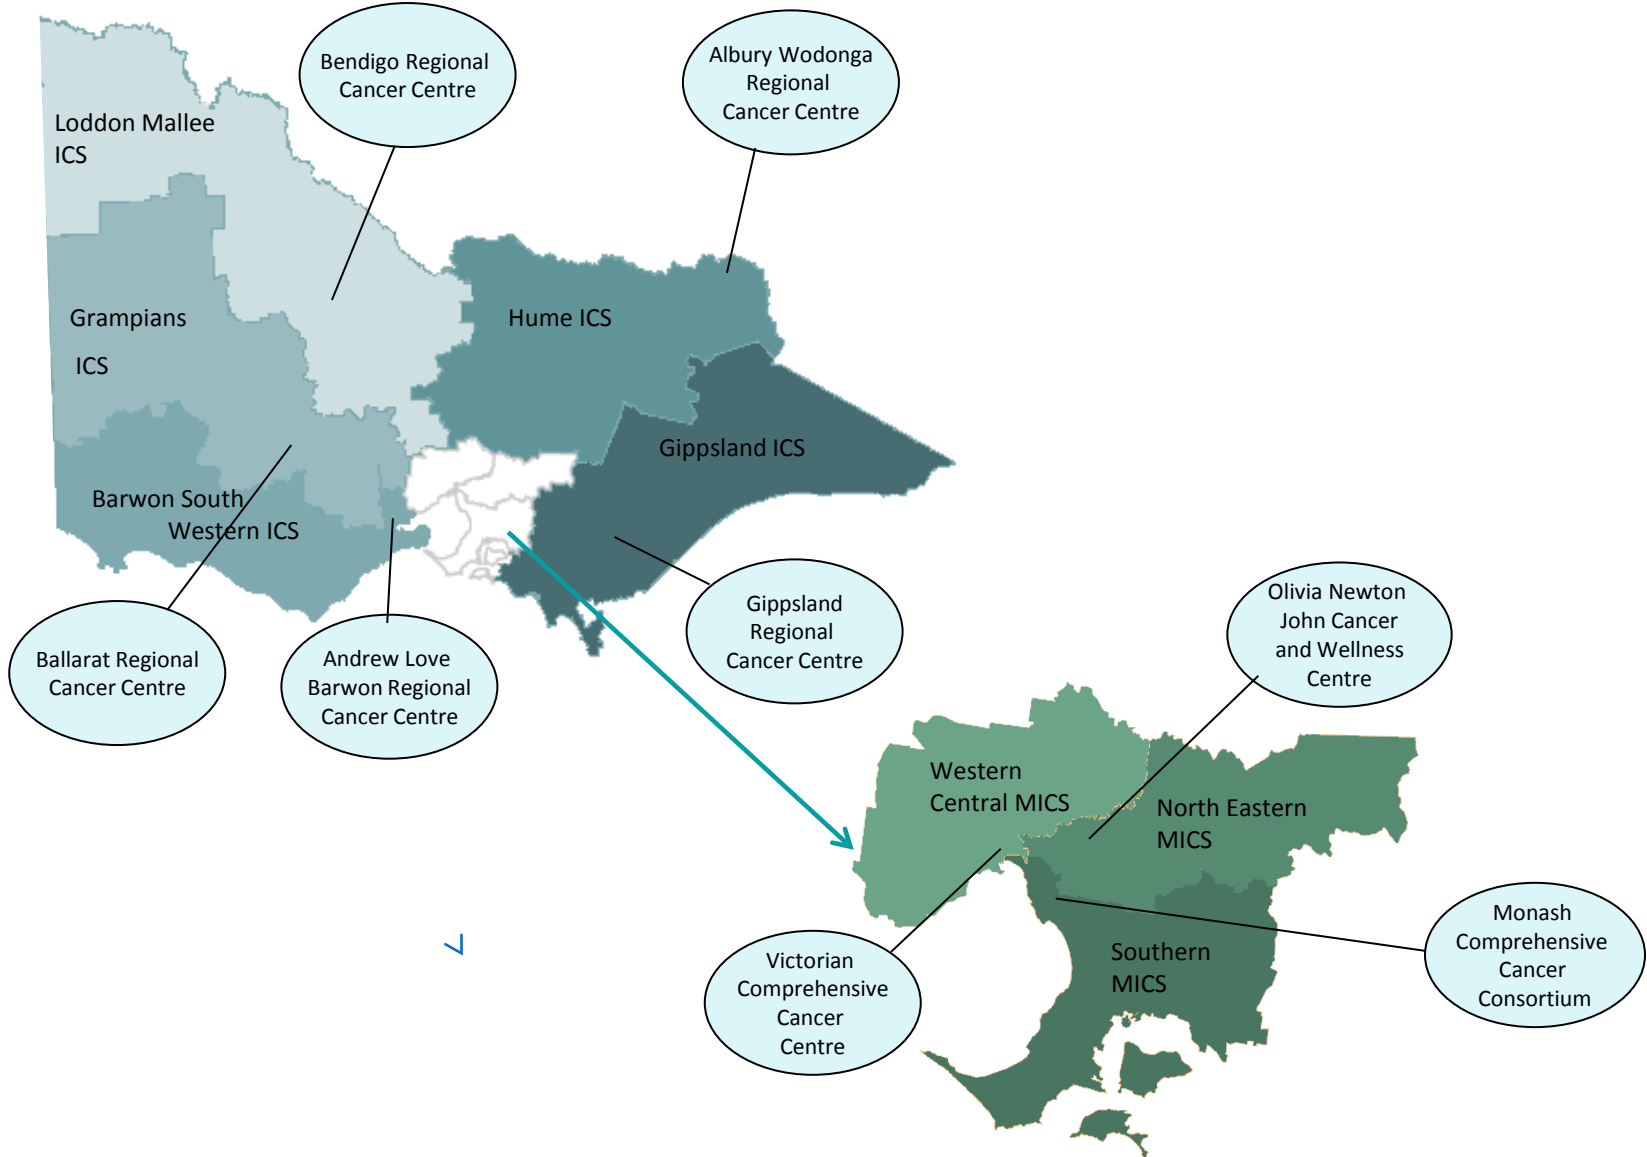 Bendigo Regional
Cancer Centre
Albury Wodonga
Regional
Cancer Centre
Loddon Mallee
ICS
Grampians
ICS
Hume ICS
Gippsland ICS
Barwon South
Western ICS
Ballarat Regional
Cancer Centre
Andrew Love
Barwon Regional
Cancer Centre
Gippsland
Regional
Cancer Centre
Olivia Newton
John Cancer
and Wellness
Centre
Western
Central MICS
North Eastern
MICS
Southern
MICS
Victorian
Comprehensive
Cancer
Centre
Monash
Comprehensive
Cancer
Consortium